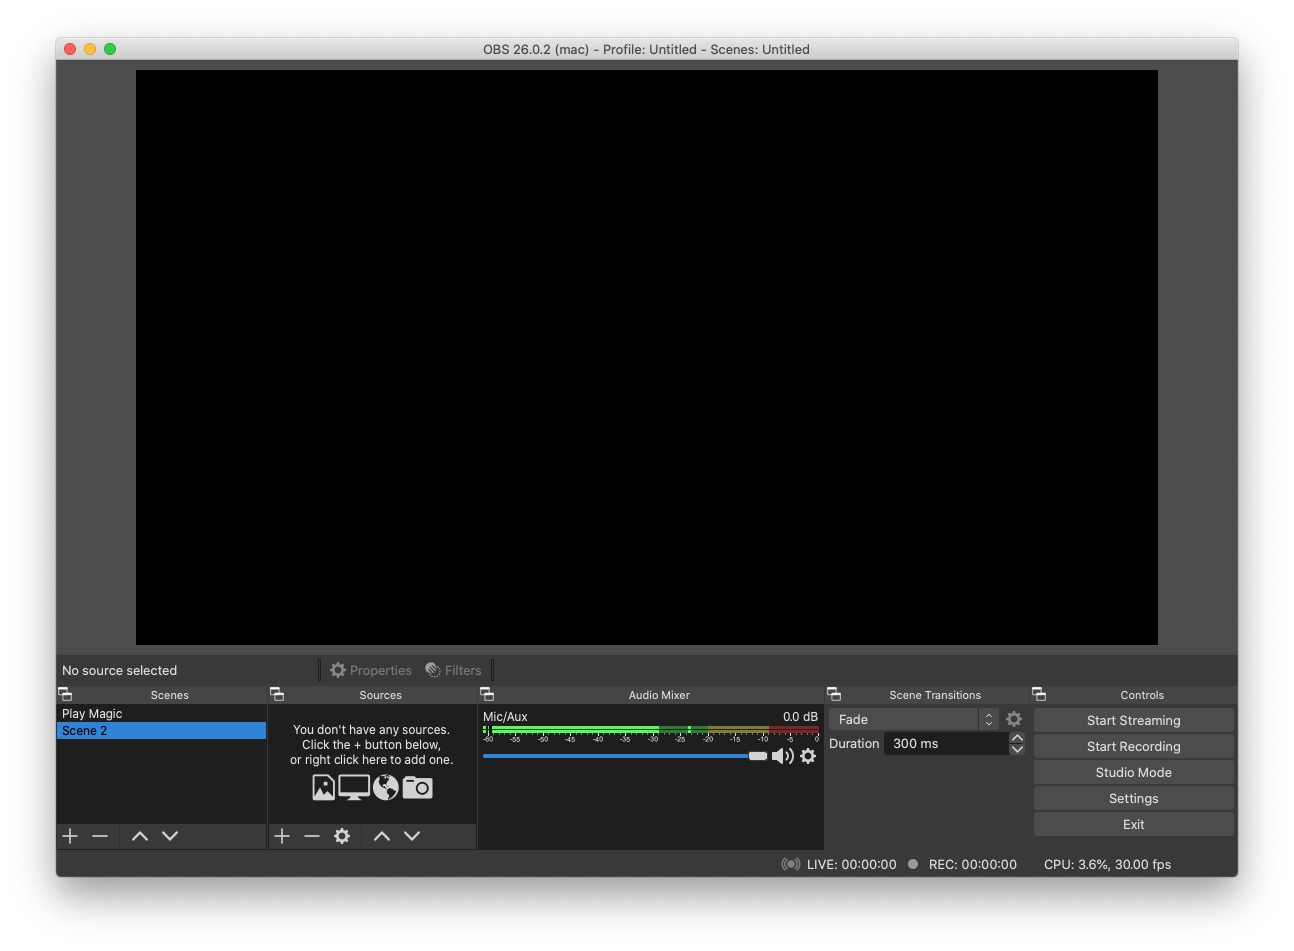 OBS 26.0.2 (mac) - Profile: Untitled - Scenes: Untitled
No source selected
Properties
Filters
Scenes
Play Magic
Scene 2
Sources
You don't have any sources.
Click the + button below,
or right click here to add one.
Audio Mixer
Mic/Aux
0.0 dB
-60 -55 -50 -45 -40 -35 -30 -25 -20 -15 -10 -5 0
Scene Transitions
Fade
Duration 300 ms
Controls
Start Streaming
Start Recording
Studio Mode
Settings
Exit
LIVE: 00:00:00
REC: 00:00:00
CPU: 3.6%, 30.00 fps